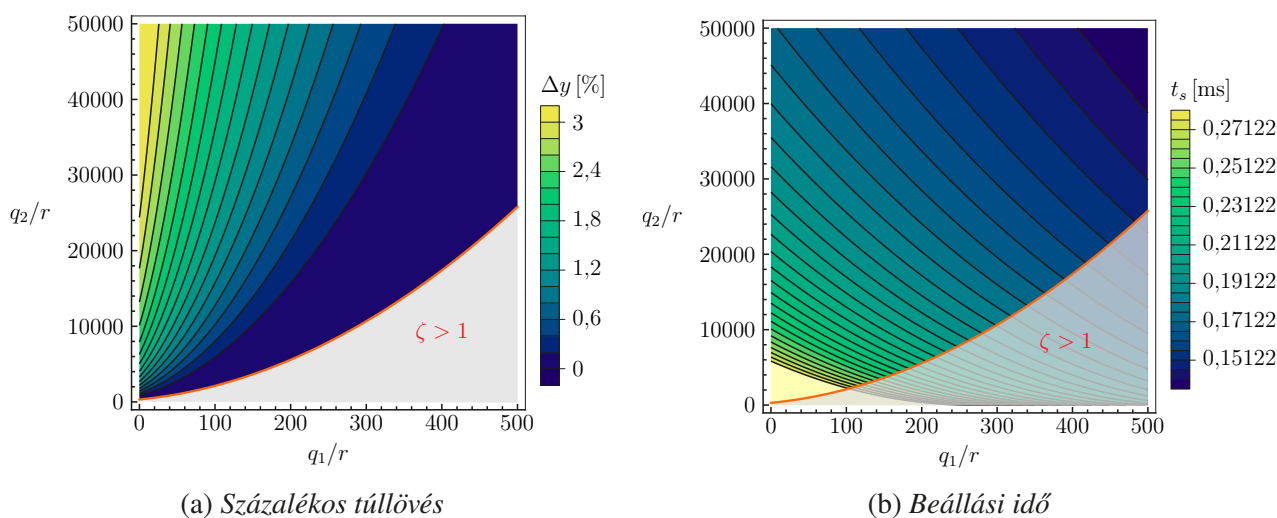 50000
40000
30000
20000
10000
0
q₂/r
0 100 200 300 400 500
q₁/r
ζ > 1
Δy [%]
3
2,4
1,8
1,2
0,6
0
(a) Százalékos túllövés
50000
40000
30000
20000
10000
0
q₂/r
0 100 200 300 400 500
q₁/r
ζ > 1
tₛ [ms]
0,27122
0,25122
0,23122
0,21122
0,19122
0,17122
0,15122
(b) Beállási idő